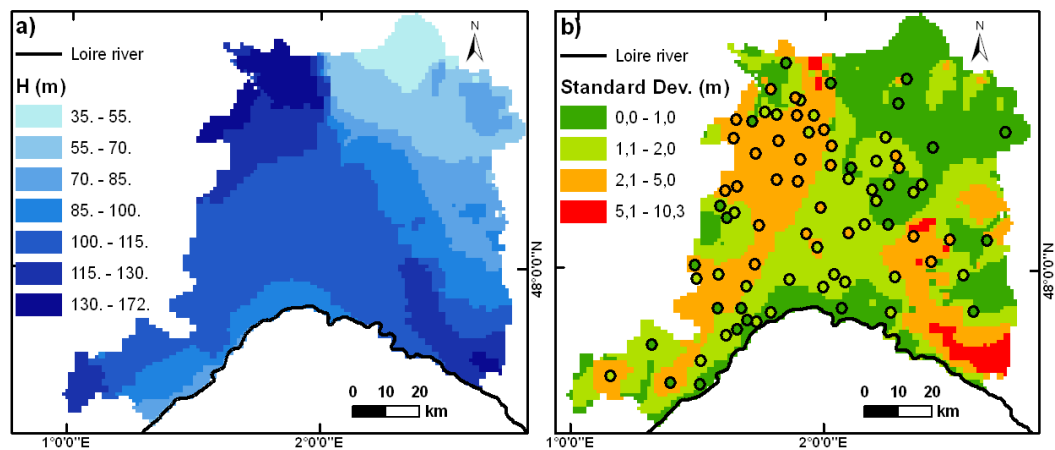 a)
N
Loire river
H (m)
35. - 55.
55. - 70.
70. - 85.
85. - 100.
100. - 115.
115. - 130.
130. - 172.
0 10 20
km
1°0'0"E
2°0'0"E
48°0'0"N
b)
N
Loire river
Standard Dev. (m)
0,0 - 1,0
1,1 - 2,0
2,1 - 5,0
5,1 - 10,3
0 10 20
km
1°0'0"E
2°0'0"E
48°0'0"N